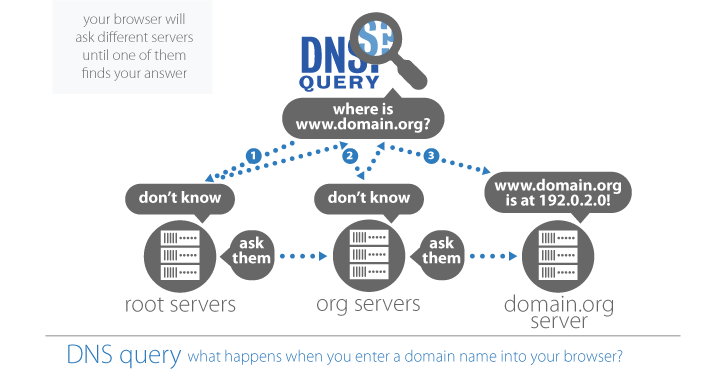 your browser will
ask different servers
until one of them
finds your answer
DNS
SE
QUERY
where is
www.domain.org?
1
2
3
don't know
don't know
www.domain.org
is at 192.0.2.0!
ask
them
ask
them
root servers
org servers
domain.org
server
DNS query what happens when you enter a domain name into your browser?